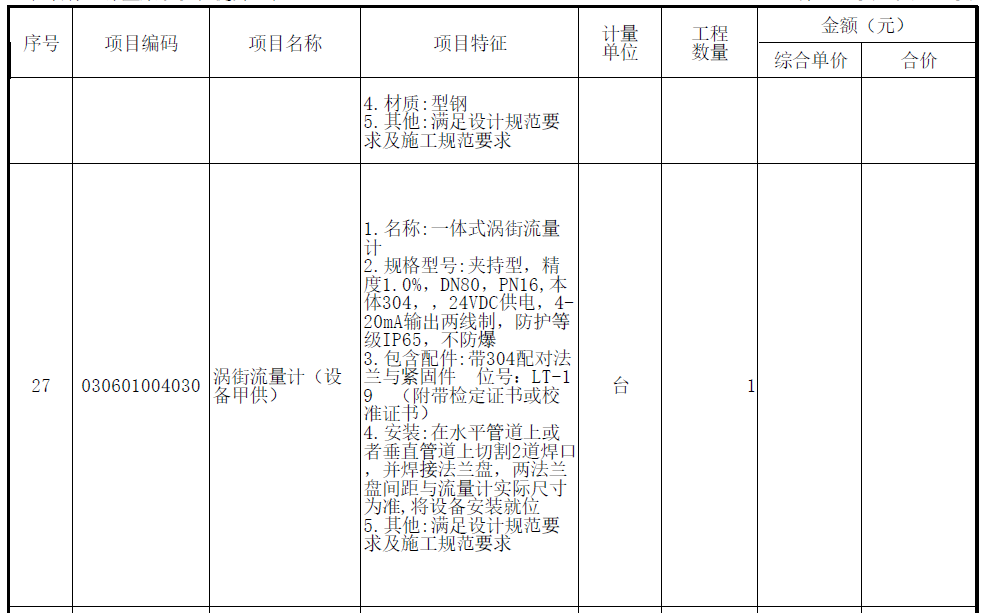 序号
项目编码
项目名称
项目特征
计量
单位
工程
数量
金额（元）
综合单价
合价
4.材质:型钢
5.其他:满足设计规范要
求及施工规范要求
27
030601004030
涡街流量计（设
备甲供）
1.名称:一体式涡街流量
计
2.规格型号:夹持型，精
度1.0%，DN80，PN16,本
体304，，24VDC供电，4-
20mA输出两线制，防护等
级IP65，不防爆
3.包含配件:带304配对法
兰与紧固件　位号：LT-1
9　（附带检定证书或校
准证书）
4.安装:在水平管道上或
者垂直管道上切割2道焊口
，并焊接法兰盘，两法兰
盘间距与流量计实际尺寸
为准,将设备安装就位
5.其他:满足设计规范要
求及施工规范要求
台
1